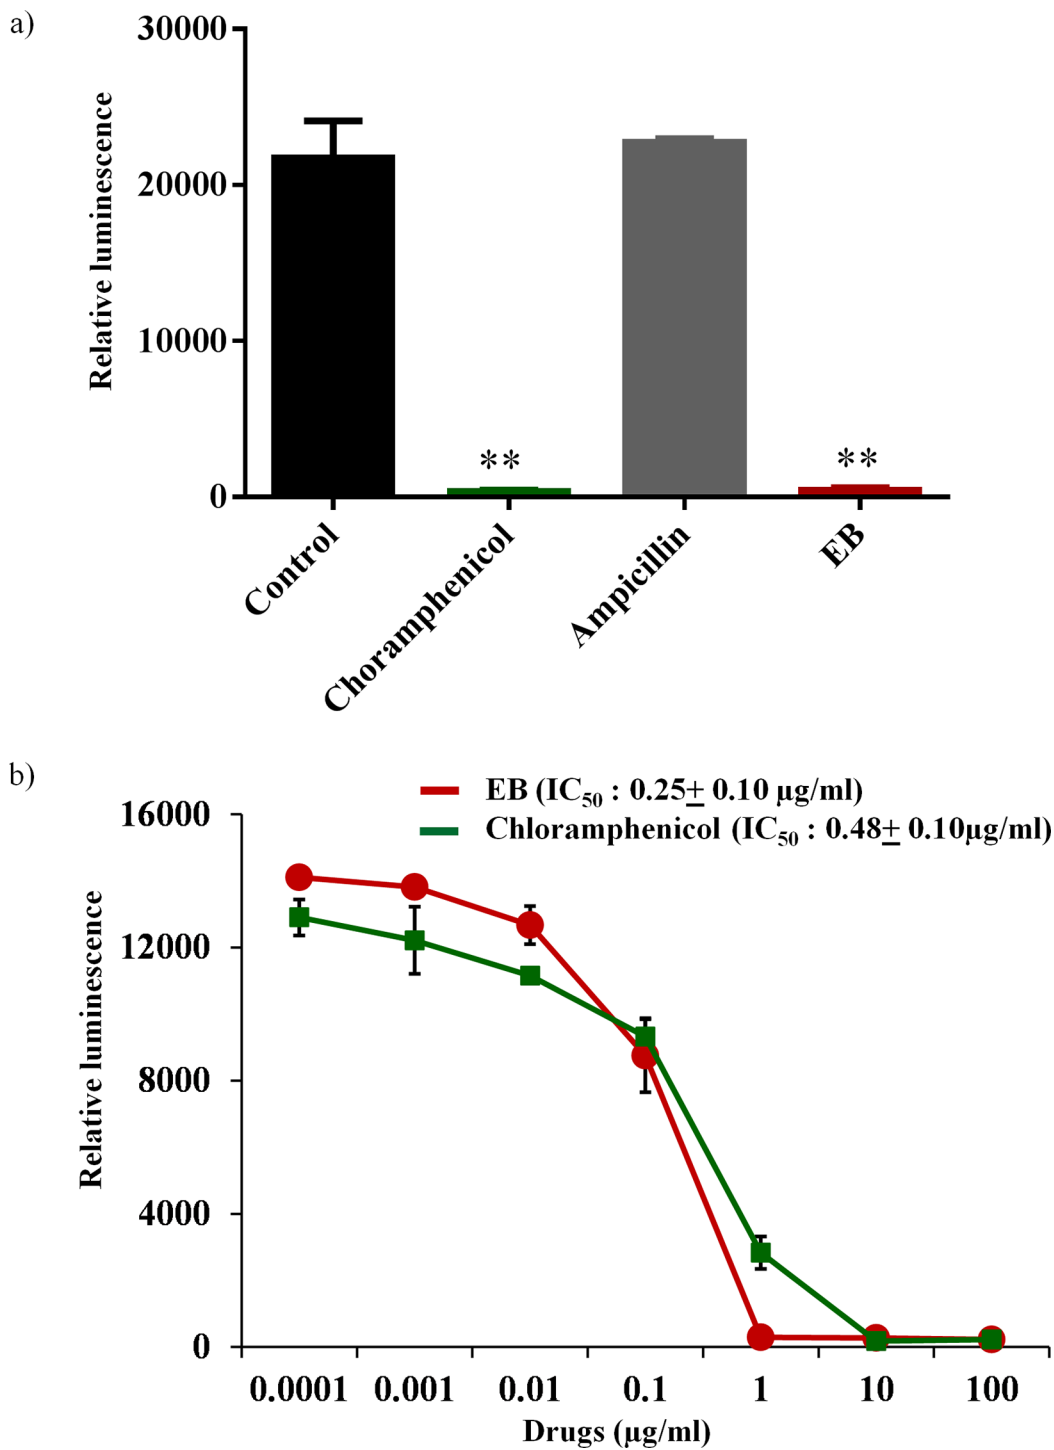 a)
30000
20000
10000
0
Relative luminescence
**
**
Control
Choramphenicol
Ampicillin
EB
b)
EB (IC50 : 0.25± 0.10 µg/ml)
Chloramphenicol (IC50 : 0.48± 0.10µg/ml)
16000
12000
8000
4000
0
Relative luminescence
0.0001 0.001 0.01 0.1 1 10 100
Drugs (µg/ml)